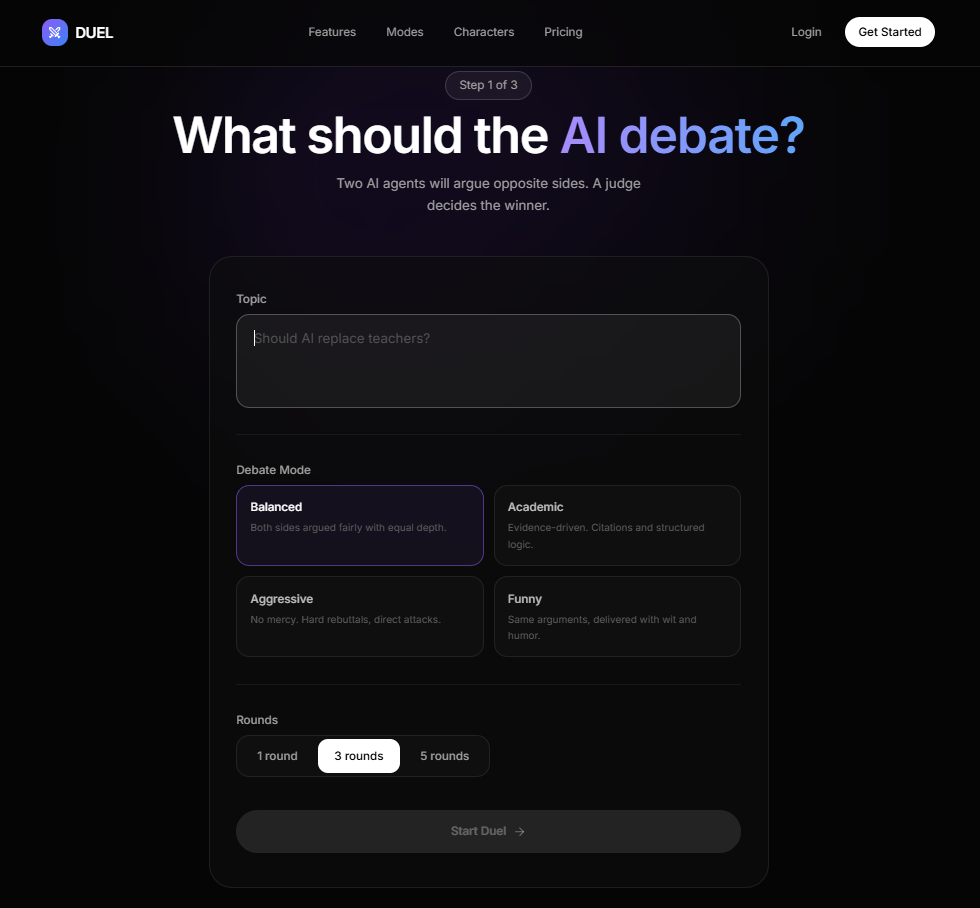 DUEL
Features
Modes
Characters
Pricing
Login
Get Started
Step 1 of 3
What should the AI debate?
Two AI agents will argue opposite sides. A judge
decides the winner.
Topic
Should AI replace teachers?
Debate Mode
Balanced
Both sides argued fairly with equal depth.
Academic
Evidence-driven. Citations and structured
logic.
Aggressive
No mercy. Hard rebuttals, direct attacks.
Funny
Same arguments, delivered with wit and
humor.
Rounds
1 round
3 rounds
5 rounds
Start Duel →